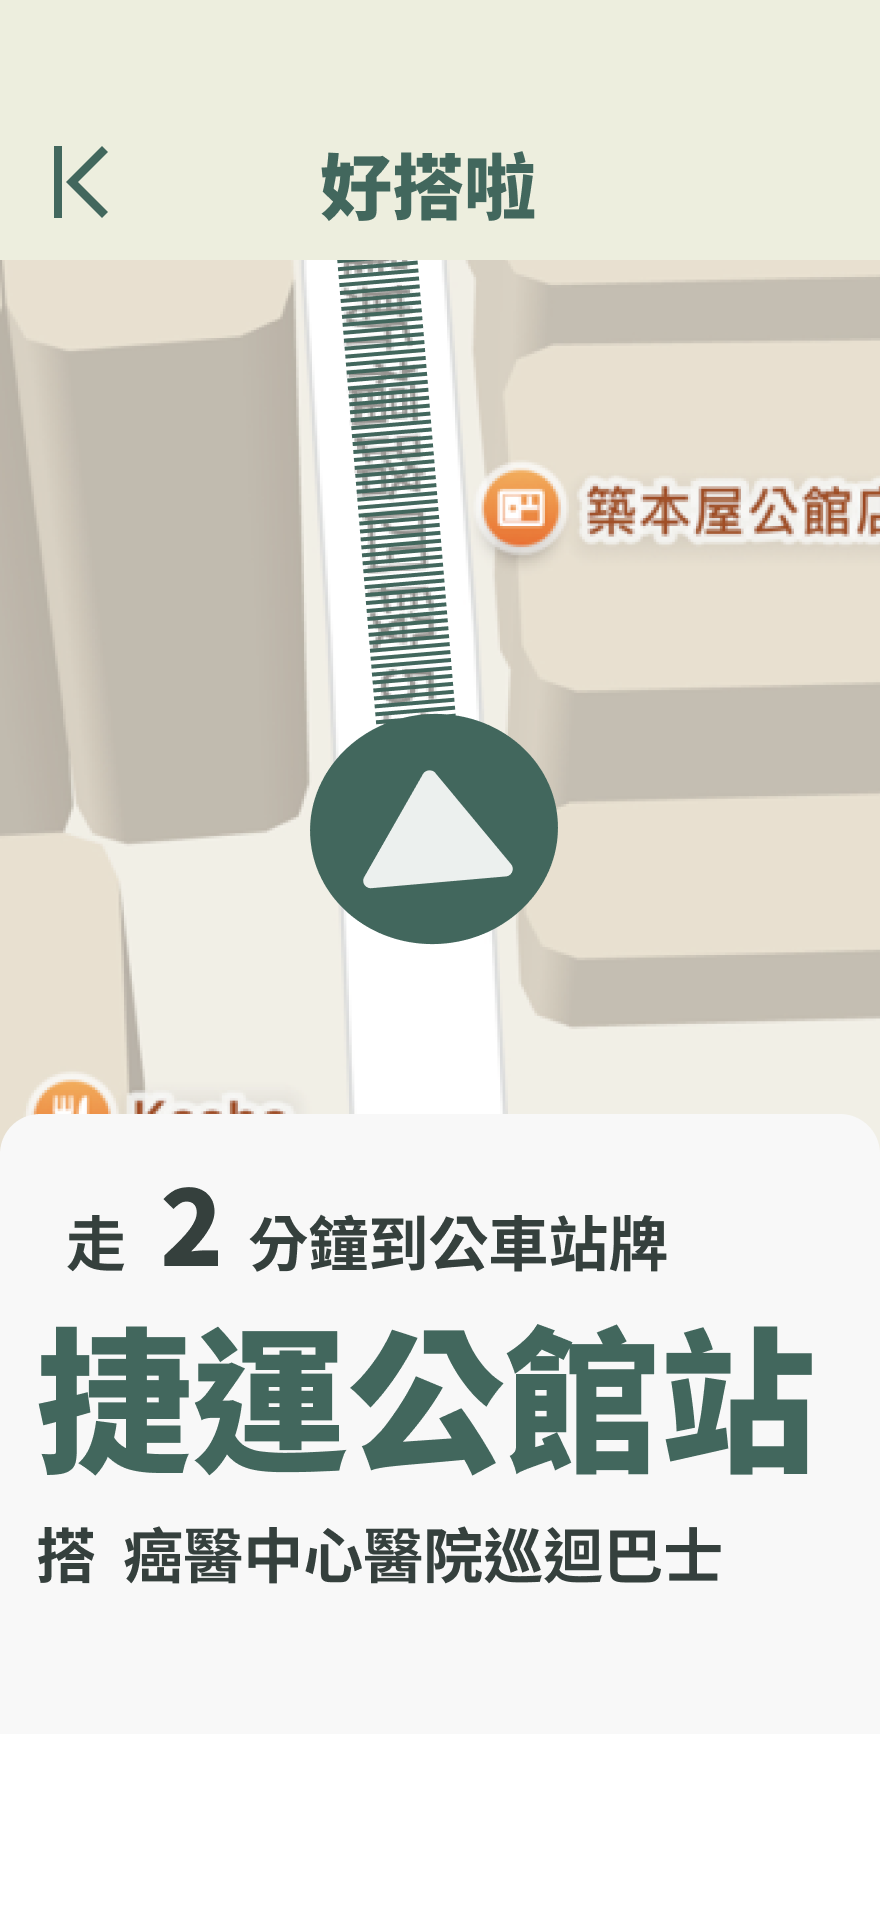 好搭啦
築本屋公館店
走 2 分鐘到公車站牌
捷運公館站
搭 癌醫中心醫院巡迴巴士